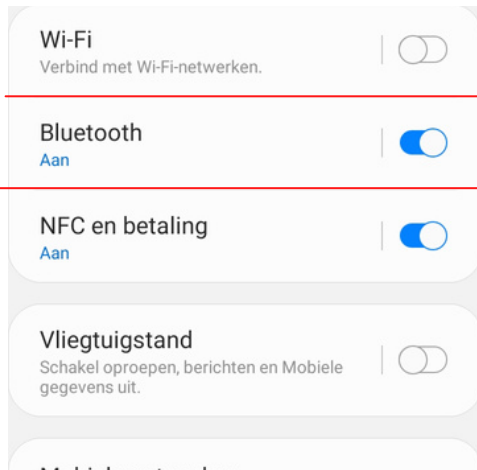 Wi-Fi
Verbind met Wi-Fi-netwerken.
Bluetooth
Aan
NFC en betaling
Aan
Vliegtuigstand
Schakel oproepen, berichten en Mobiele
gegevens uit.